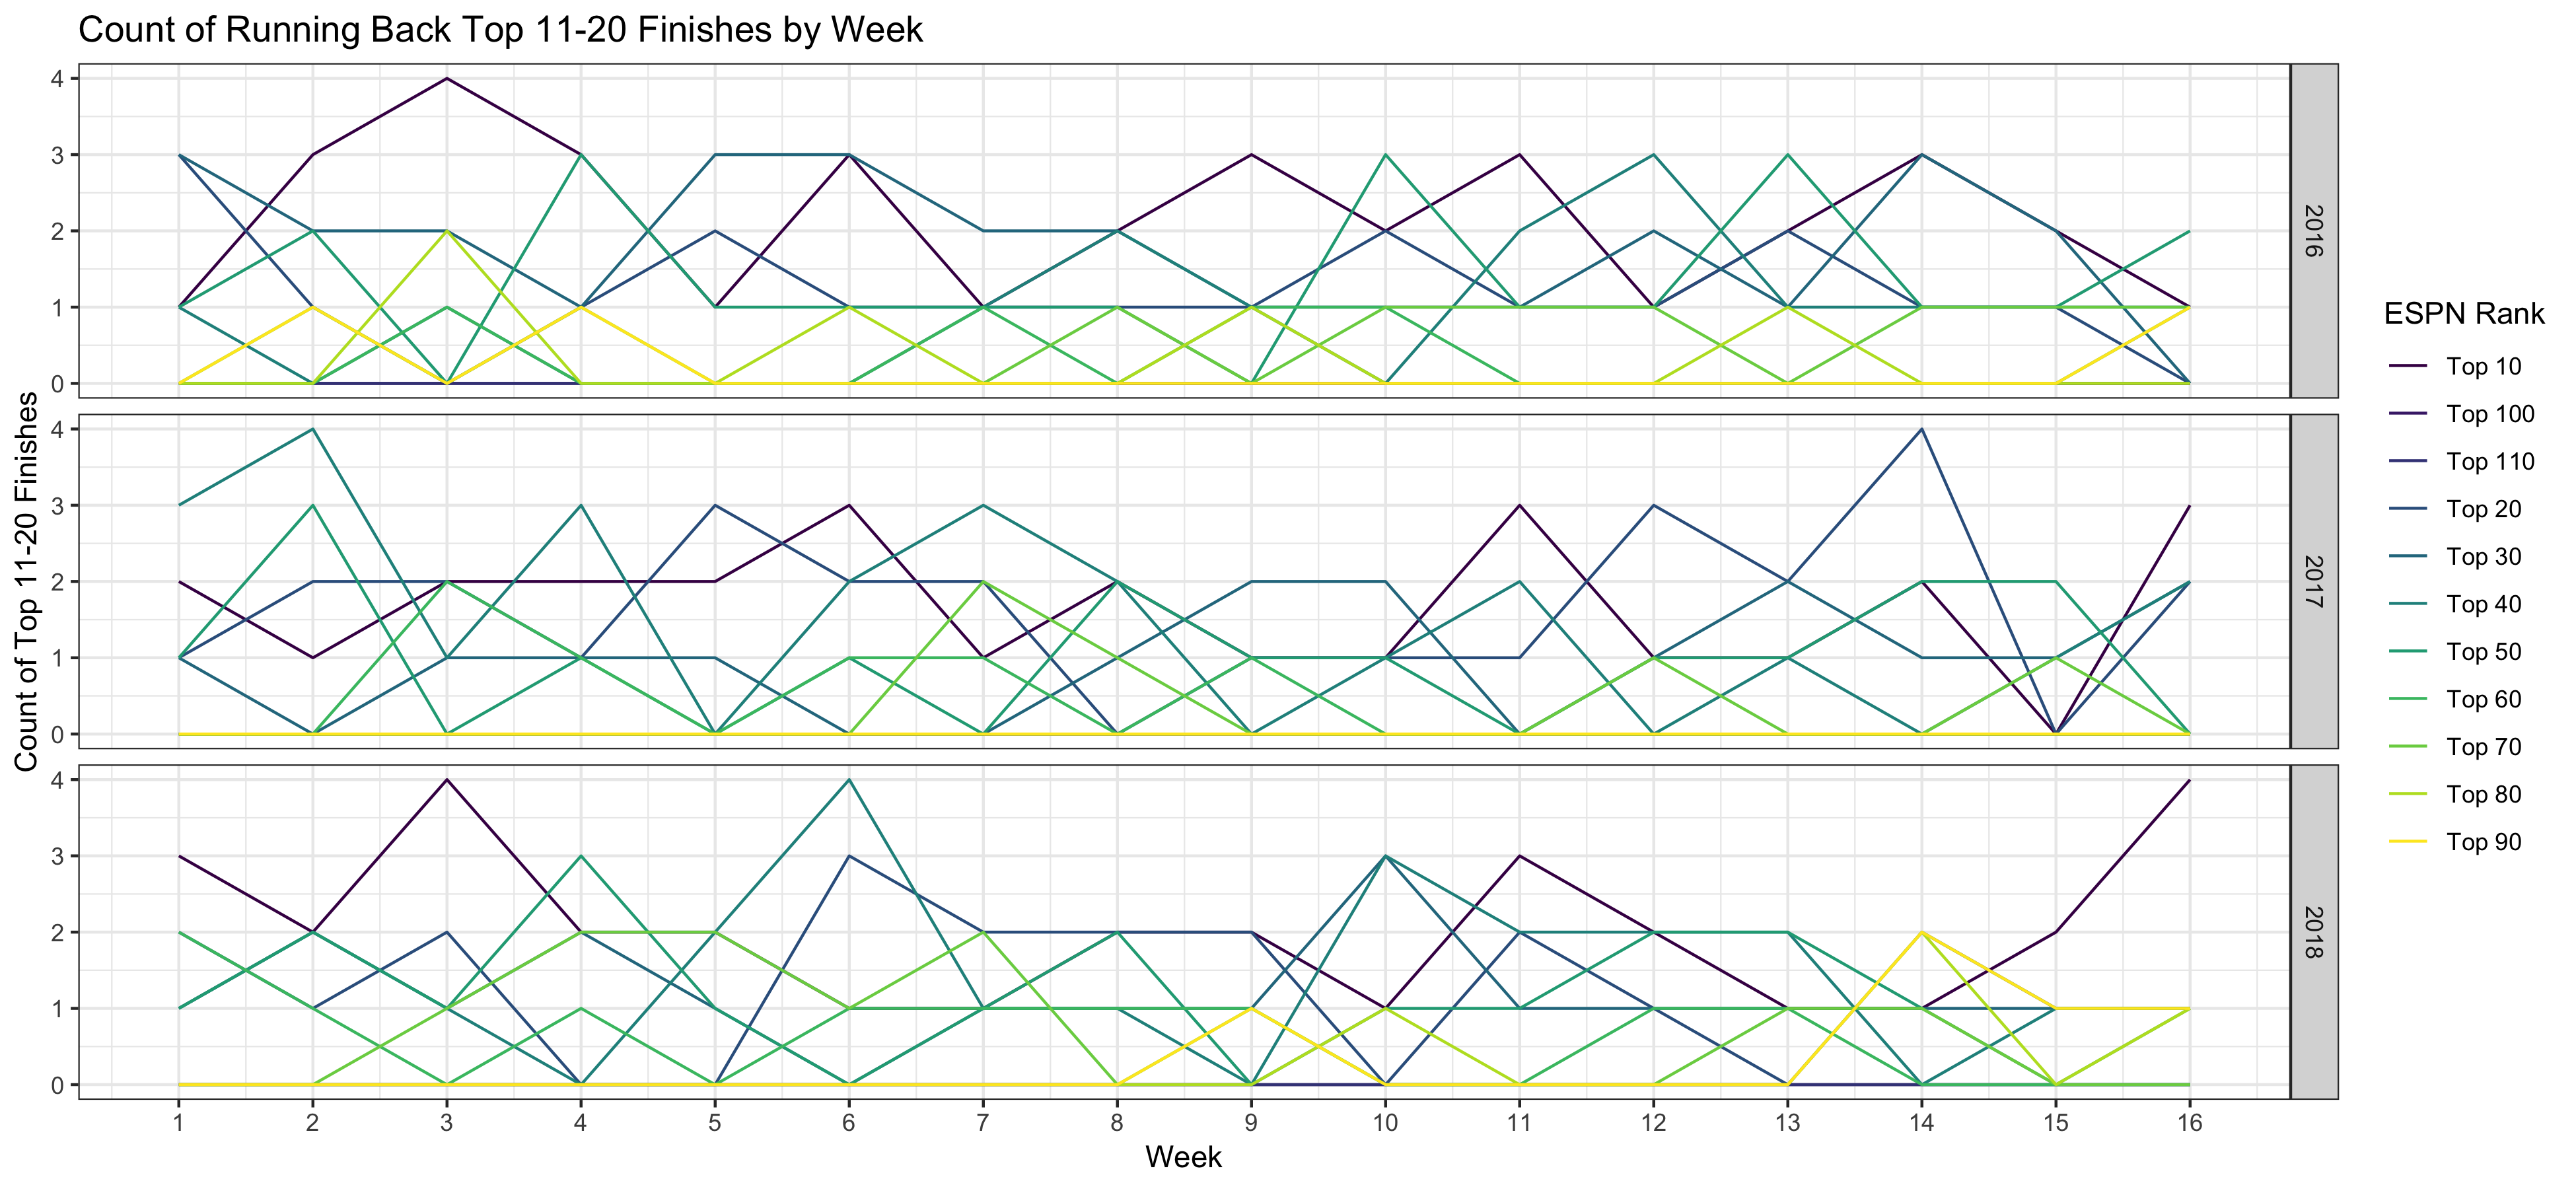 Count of Running Back Top 11-20 Finishes by Week
Count of Top 11-20 Finishes
4
3
2
1
0
2016
4
3
2
1
0
2017
4
3
2
1
0
2018
1 2 3 4 5 6 7 8 9 10 11 12 13 14 15 16
Week
ESPN Rank
Top 10
Top 100
Top 110
Top 20
Top 30
Top 40
Top 50
Top 60
Top 70
Top 80
Top 90